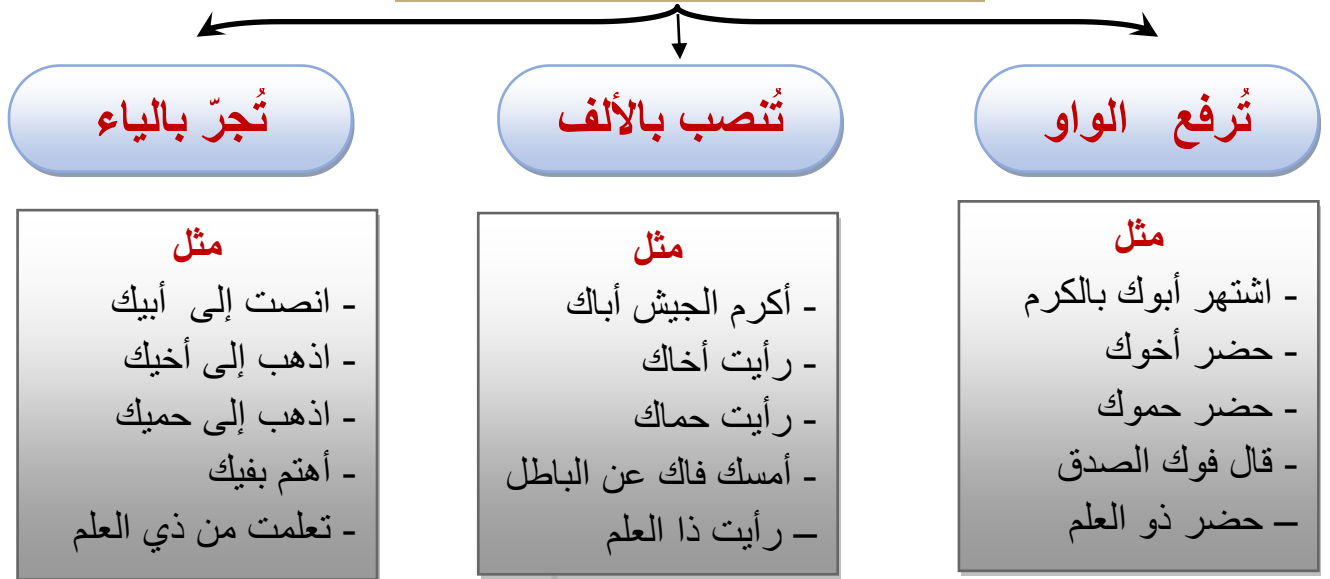 تُرفع الواو
مثل
- اشتهر أبوك بالكرم
- حضر أخوك
- حضر حموك
- قال فوك الصدق
– حضر ذو العلم
تُنصب بالألف
مثل
- أكرم الجيش أباك
- رأيت أخاك
- رأيت حماك
- أمسك فاك عن الباطل
– رأيت ذا العلم
تُجرّ بالياء
مثل
- انصت إلى أبيك
- اذهب إلى أخيك
- اذهب إلى حميك
- أهتم بفيك
- تعلمت من ذي العلم